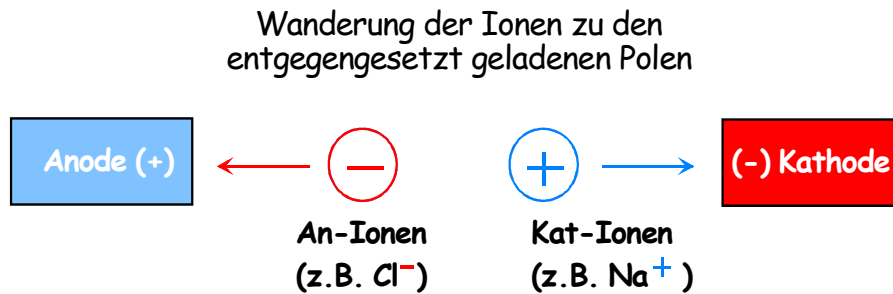 Wanderung der Ionen zu den
entgegengesetzt geladenen Polen
Anode (+)
−
+
(-) Kathode
An-Ionen
(z.B. Cl⁻)
Kat-Ionen
(z.B. Na⁺ )